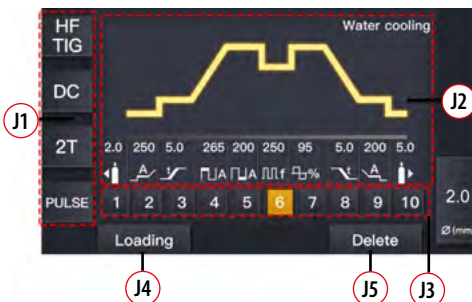 HF
TIG
Water cooling
J1
DC
J2
2T
2.0 250 5.0 265 200 250 95 5.0 200 5.0
A A A f % A
PULSE
1 2 3 4 5 6 7 8 9 10
2.0
Ø (mm
Loading
Delete
J3
J4
J5